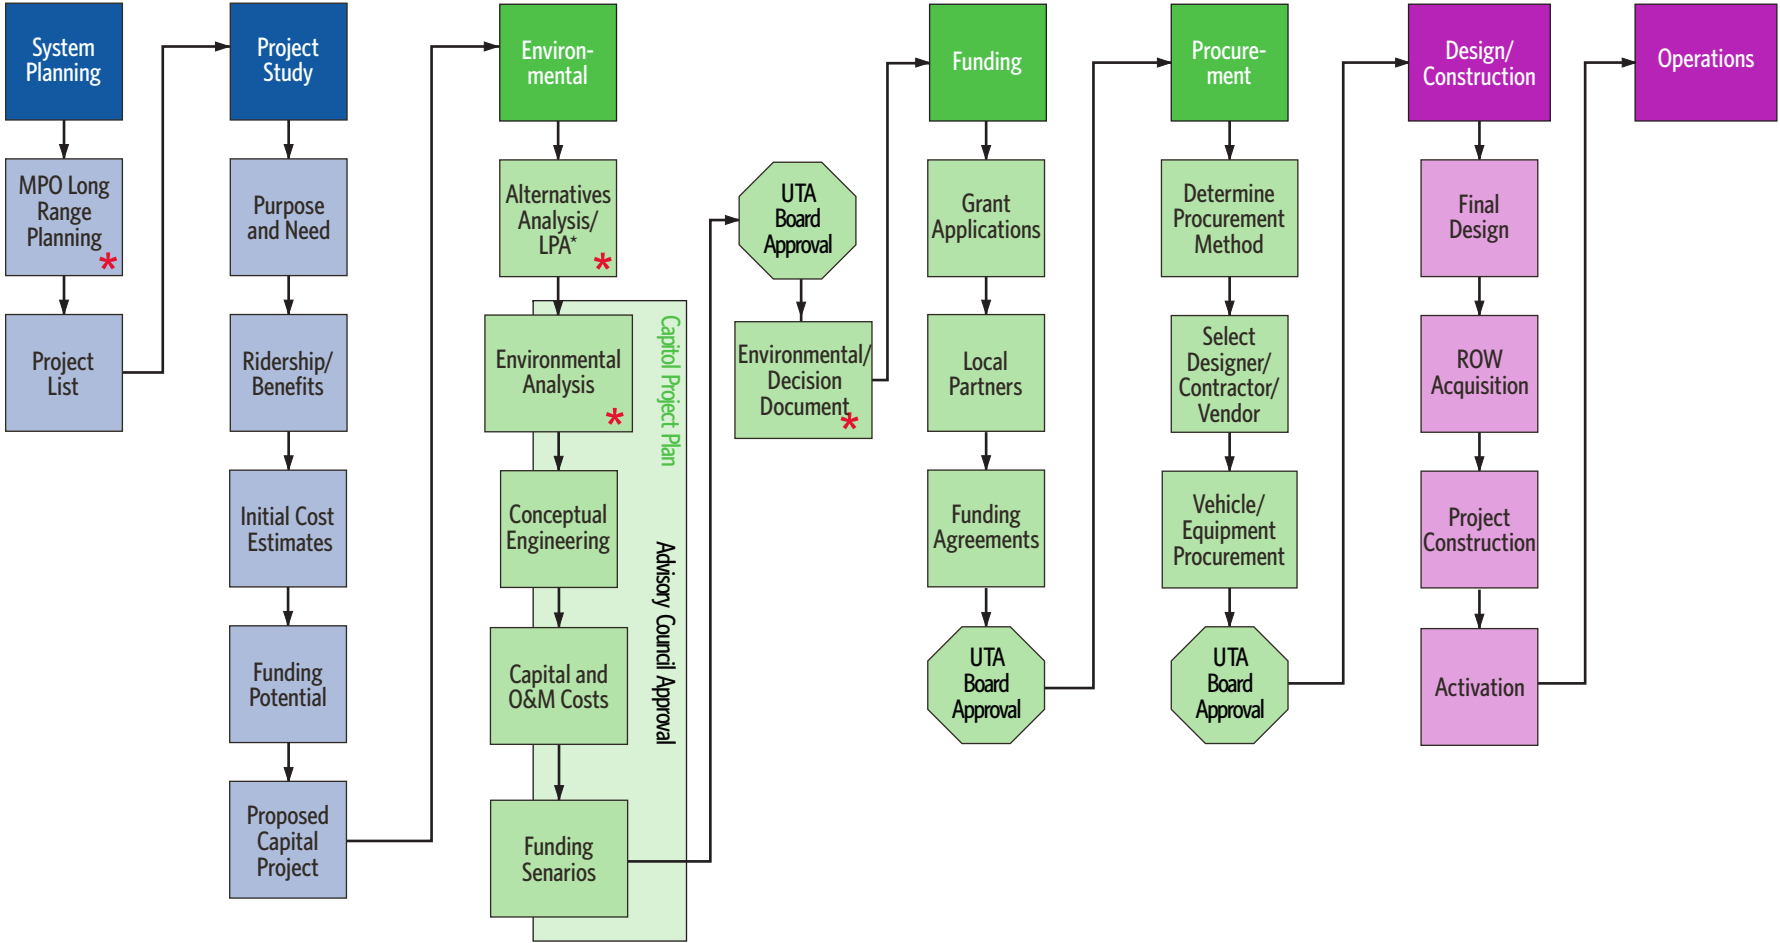 System
Planning
MPO Long
Range
Planning
*
Project
List
Project
Study
Purpose
and Need
Ridership/
Benefits
Initial Cost
Estimates
Funding
Potential
Proposed
Capital
Project
Environ-
mental
Alternatives
Analysis/
LPA*
*
Environmental
Analysis
*
Conceptual
Engineering
Capital and
O&M Costs
Funding
Senarios
Capitol Project Plan
Advisory Council Approval
UTA
Board
Approval
Environmental/
Decision
Document
*
Funding
Grant
Applications
Local
Partners
Funding
Agreements
UTA
Board
Approval
Procure-
ment
Determine
Procurement
Method
Select
Designer/
Contractor/
Vendor
Vehicle/
Equipment
Procurement
UTA
Board
Approval
Design/
Construction
Final
Design
ROW
Acquisition
Project
Construction
Activation
Operations